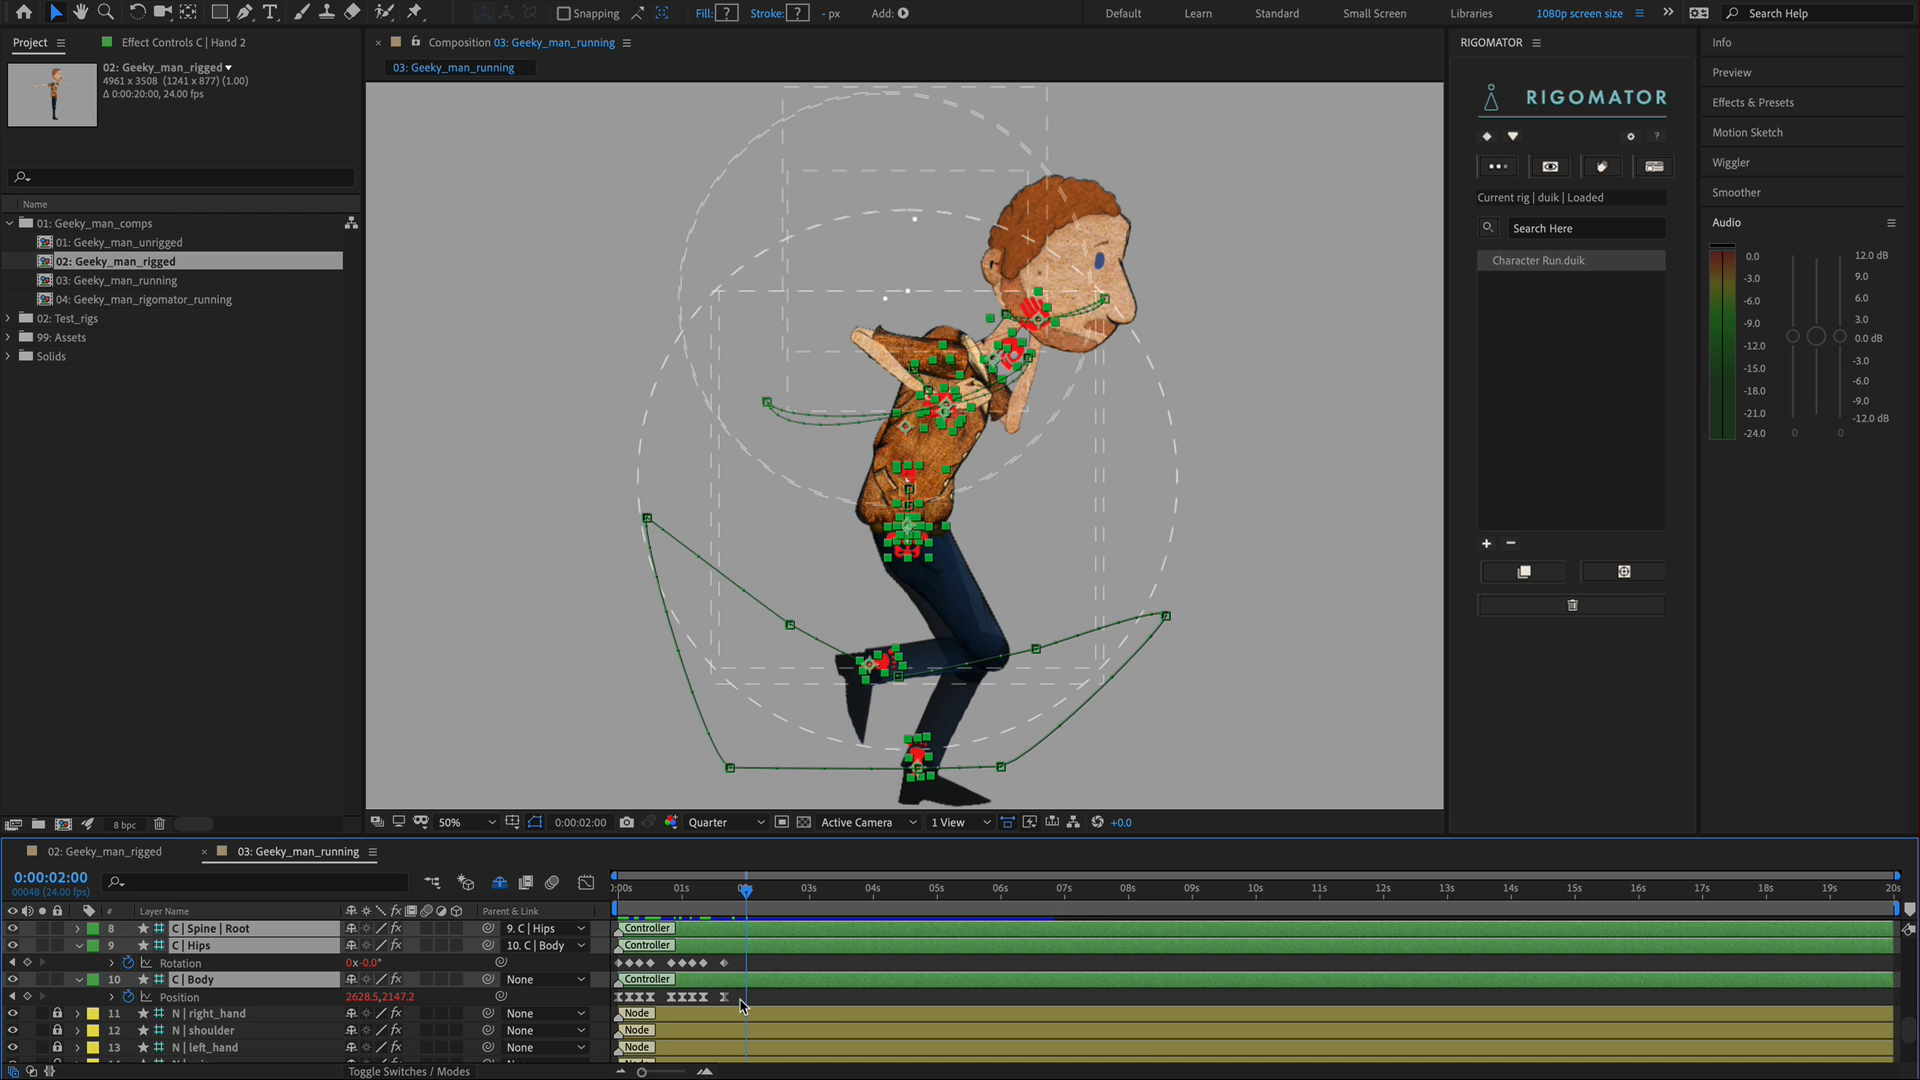 Snapping
Fill: ?
Stroke: ?
- px
Add:
Default
Learn
Standard
Small Screen
Libraries
1080p screen size
Search Help
Project
Effect Controls C | Hand 2
02: Geeky_man_rigged
4961 x 3508 (1241 x 877) (1.00)
Δ 0:00:20:00, 24.00 fps
Name
01: Geeky_man_comps
01: Geeky_man_unrigged
02: Geeky_man_rigged
03: Geeky_man_running
04: Geeky_man_rigomator_running
02: Test_rigs
99: Assets
Solids
8 bpc
Composition 03: Geeky_man_running
03: Geeky_man_running
50%
0:00:02:00
Quarter
Active Camera
1 View
+0.0
RIGOMATOR
RIGOMATOR
?
Current rig | duik | Loaded
Search Here
Character Run.duik
Info
Preview
Effects & Presets
Motion Sketch
Wiggler
Smoother
Audio
0.0
-3.0
-6.0
-9.0
-12.0
-15.0
-18.0
-21.0
-24.0
12.0 dB
9.0
6.0
3.0
0.0 dB
-3.0
-6.0
-9.0
-12.0 dB
0 0
02: Geeky_man_rigged
03: Geeky_man_running
0:00:02:00
00048 (24.00 fps)
01s 03s 04s 05s 06s 07s 08s 09s 10s 11s 12s 13s 14s 15s 16s 17s 18s 19s 20s
# Layer Name Parent & Link
8 C | Spine | Root fx 9. C | Hips Controller
9 C | Hips fx 10. C | Body Controller
Rotation 0x-0.0°
10 C | Body fx None Controller
Position 2628.5,2147.2
11 N | right_hand fx None Node
12 N | shoulder fx None Node
13 N | left_hand fx None Node
Toggle Switches / Modes